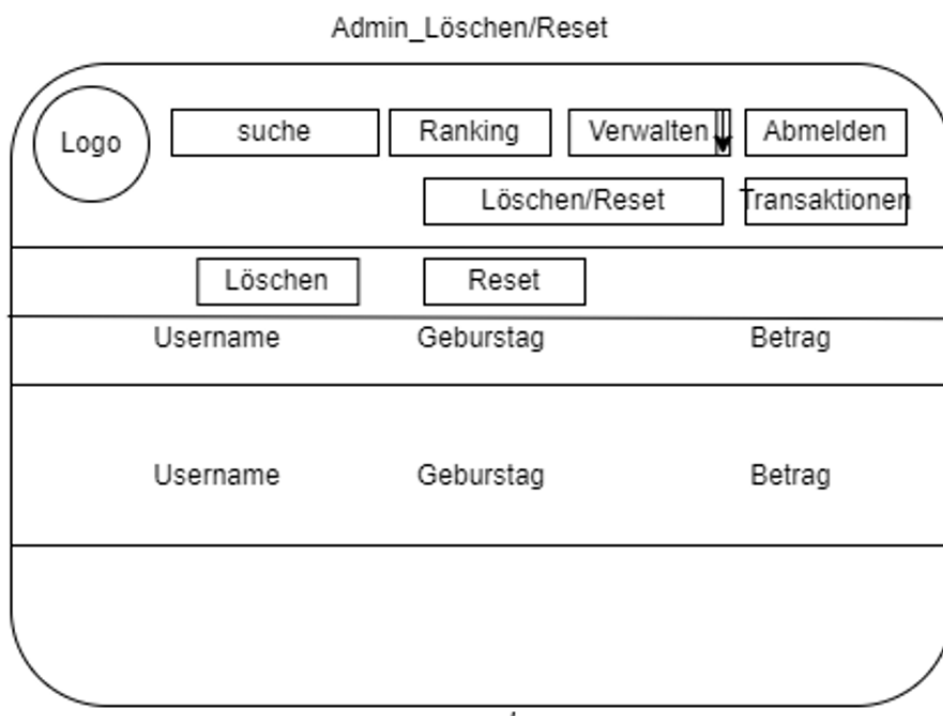 Admin_Löschen/Reset
Logo suche Ranking Verwalten Abmelden
Löschen/Reset Transaktionen
Löschen Reset
Username Geburstag Betrag
Username Geburstag Betrag